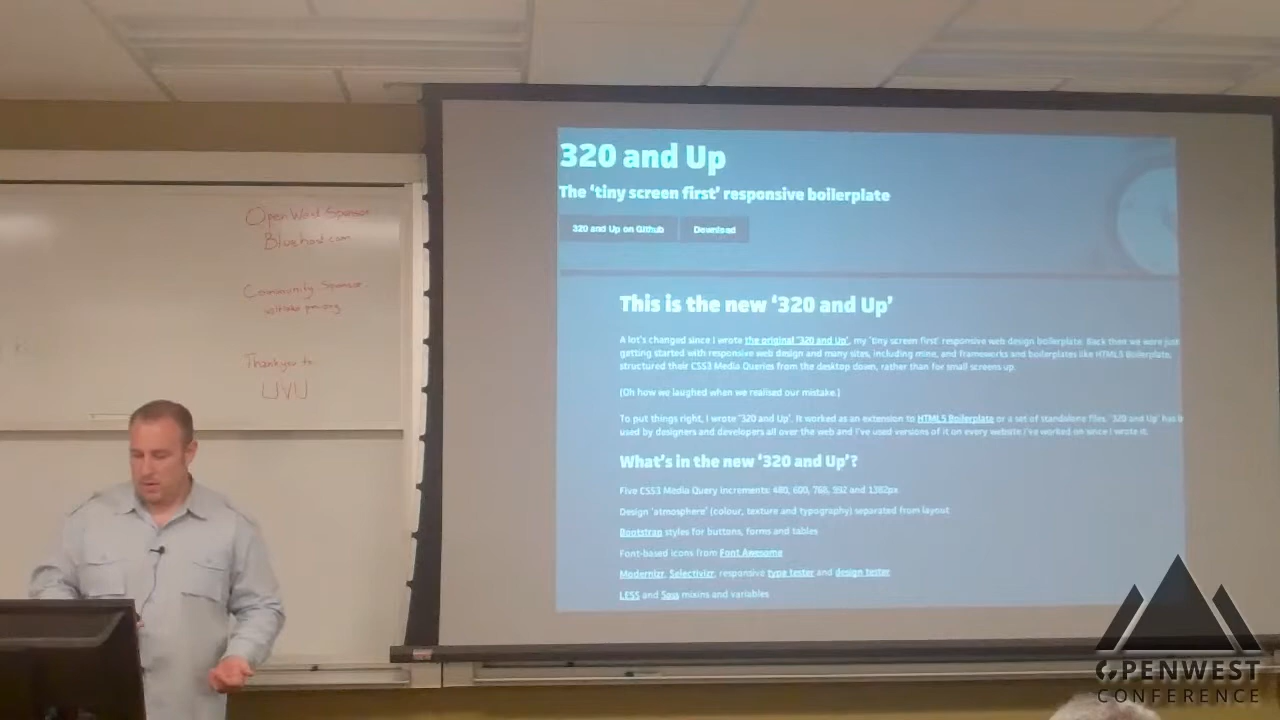 OpenWest Sponsor
Bluehost.com
Community Sponsor
Thank you to
UVU
320 and Up
The ‘tiny screen first’ responsive boilerplate
320 and Up on Github
Download
This is the new ‘320 and Up’
A lot's changed since I wrote the original '320 and Up', my 'tiny screen first' responsive web design boilerplate. Back then we were just
getting started with responsive web design and many sites, including mine, and frameworks and boilerplates like HTML5 Boilerplate,
structured their CSS3 Media Queries from the desktop down, rather than for small screens up.
(Oh how we laughed when we realised our mistake.)
To put things right, I wrote '320 and Up'. It worked as an extension to HTML5 Boilerplate or a set of standalone files. '320 and Up' has
used by designers and developers all over the web and I've used versions of it on every website I've worked on since I wrote it.
What's in the new ‘320 and Up’?
Five CSS3 Media Query increments: 480, 600, 768, 992 and 1382px
Design 'atmosphere' (colour, texture and typography) separated from layout
Bootstrap styles for buttons, forms and tables
Font-based icons from Font Awesome
Modernizr, Selectivizr, responsive type tester and design tester
LESS and Sass mixins and variables
OPENWEST
CONFERENCE